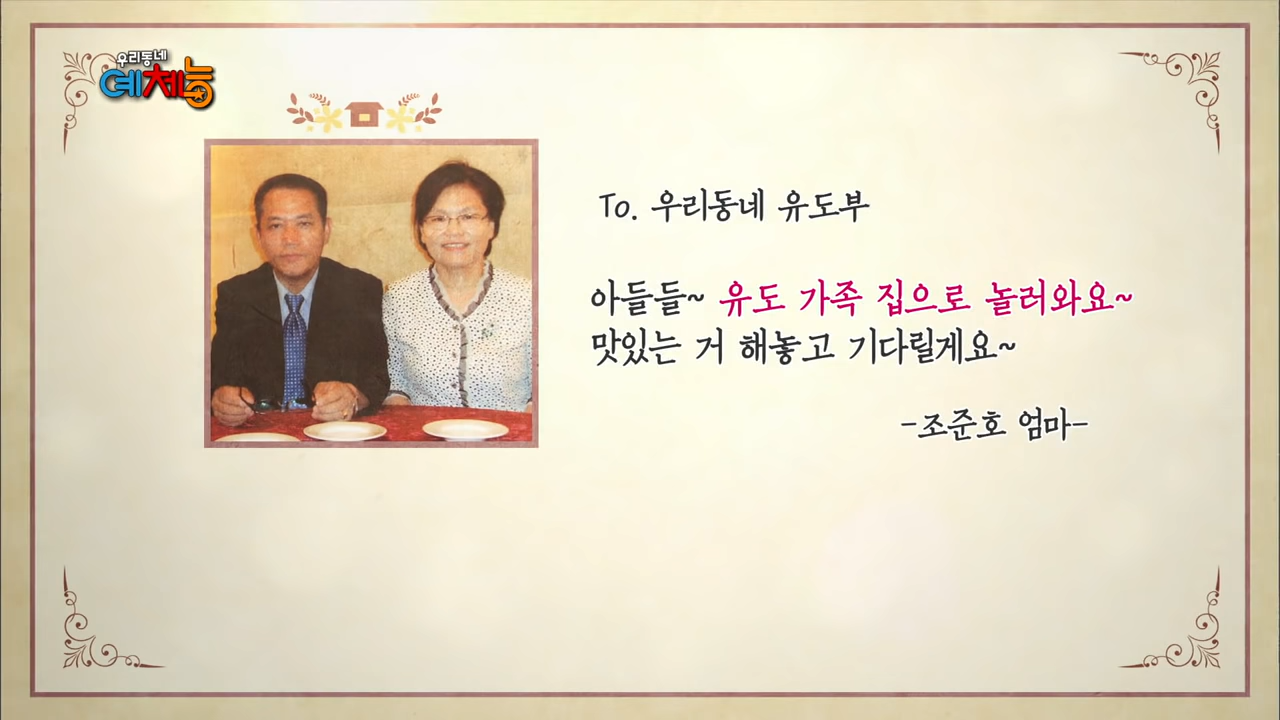 우리동네
예체능
To. 우리동네 유도부
아들들~ 유도 가족 집으로 놀러와요~
맛있는 거 해놓고 기다릴게요~
-조준호 엄마-